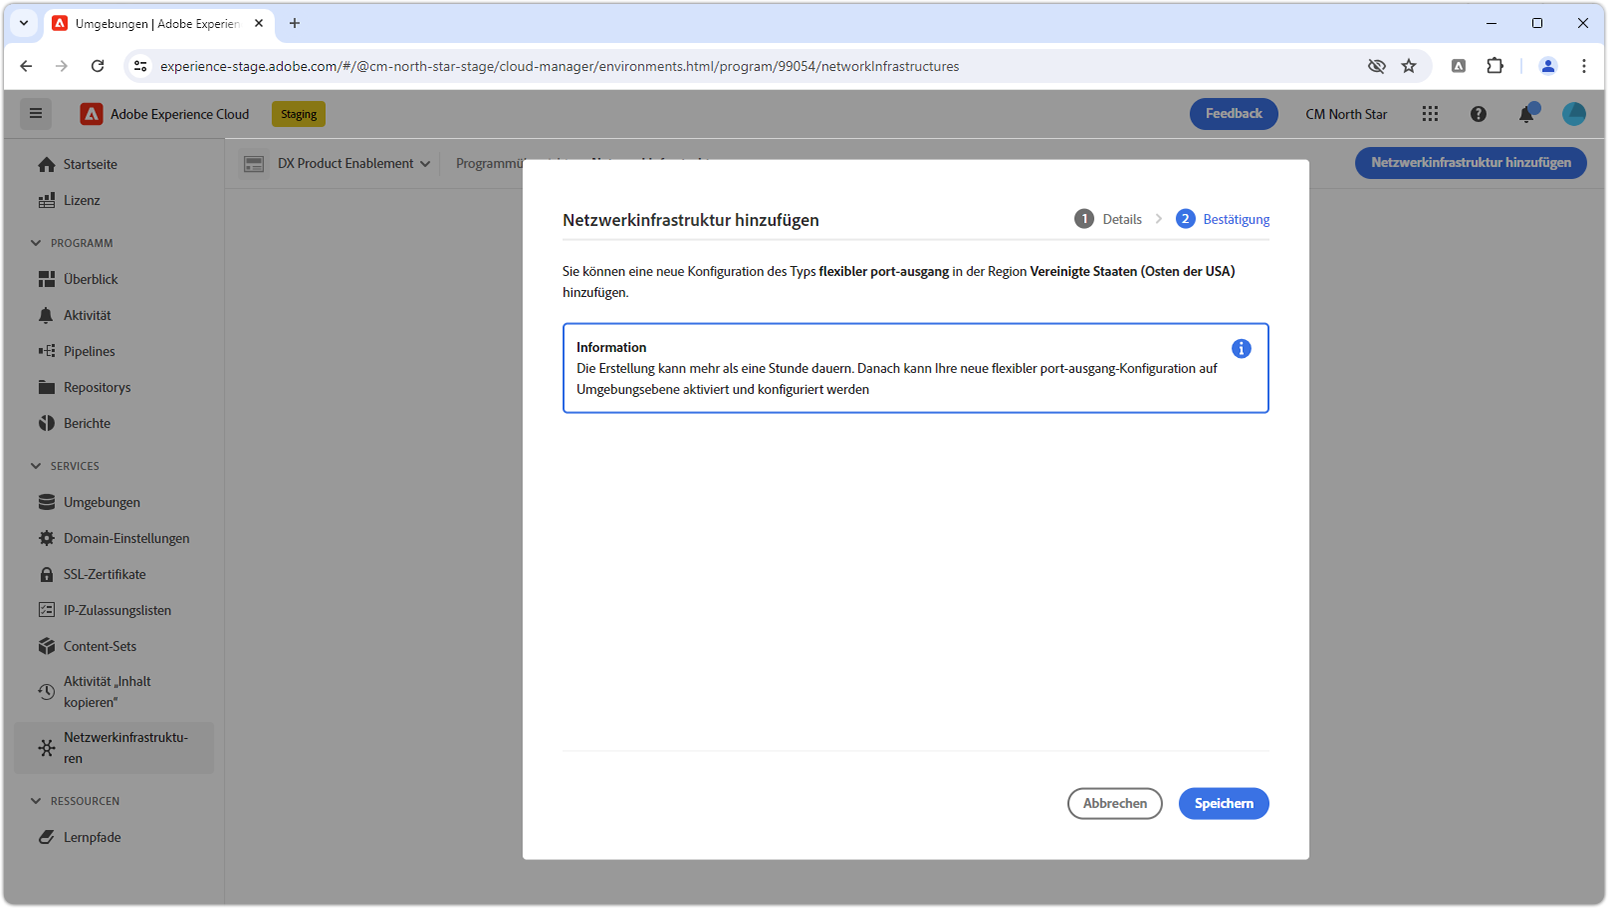 Umgebungen | Adobe Experien
experience-stage.adobe.com/#/@cm-north-star-stage/cloud-manager/environments.html/program/99054/networkInfrastructures
Adobe Experience Cloud
Staging
Feedback
CM North Star
Startseite
Lizenz
PROGRAMM
Überblick
Aktivität
Pipelines
Repositorys
Berichte
SERVICES
Umgebungen
Domain-Einstellungen
SSL-Zertifikate
IP-Zulassungslisten
Content-Sets
Aktivität „Inhalt
kopieren"
Netzwerkinfrastruktu-
ren
RESSOURCEN
Lernpfade
DX Product Enablement
Netzwerkinfrastruktur hinzufügen
Netzwerkinfrastruktur hinzufügen
1 Details
2 Bestätigung
Sie können eine neue Konfiguration des Typs flexibler port-ausgang in der Region Vereinigte Staaten (Osten der USA)
hinzufügen.
Information
Die Erstellung kann mehr als eine Stunde dauern. Danach kann Ihre neue flexibler port-ausgang-Konfiguration auf
Umgebungsebene aktiviert und konfiguriert werden
Abbrechen
Speichern